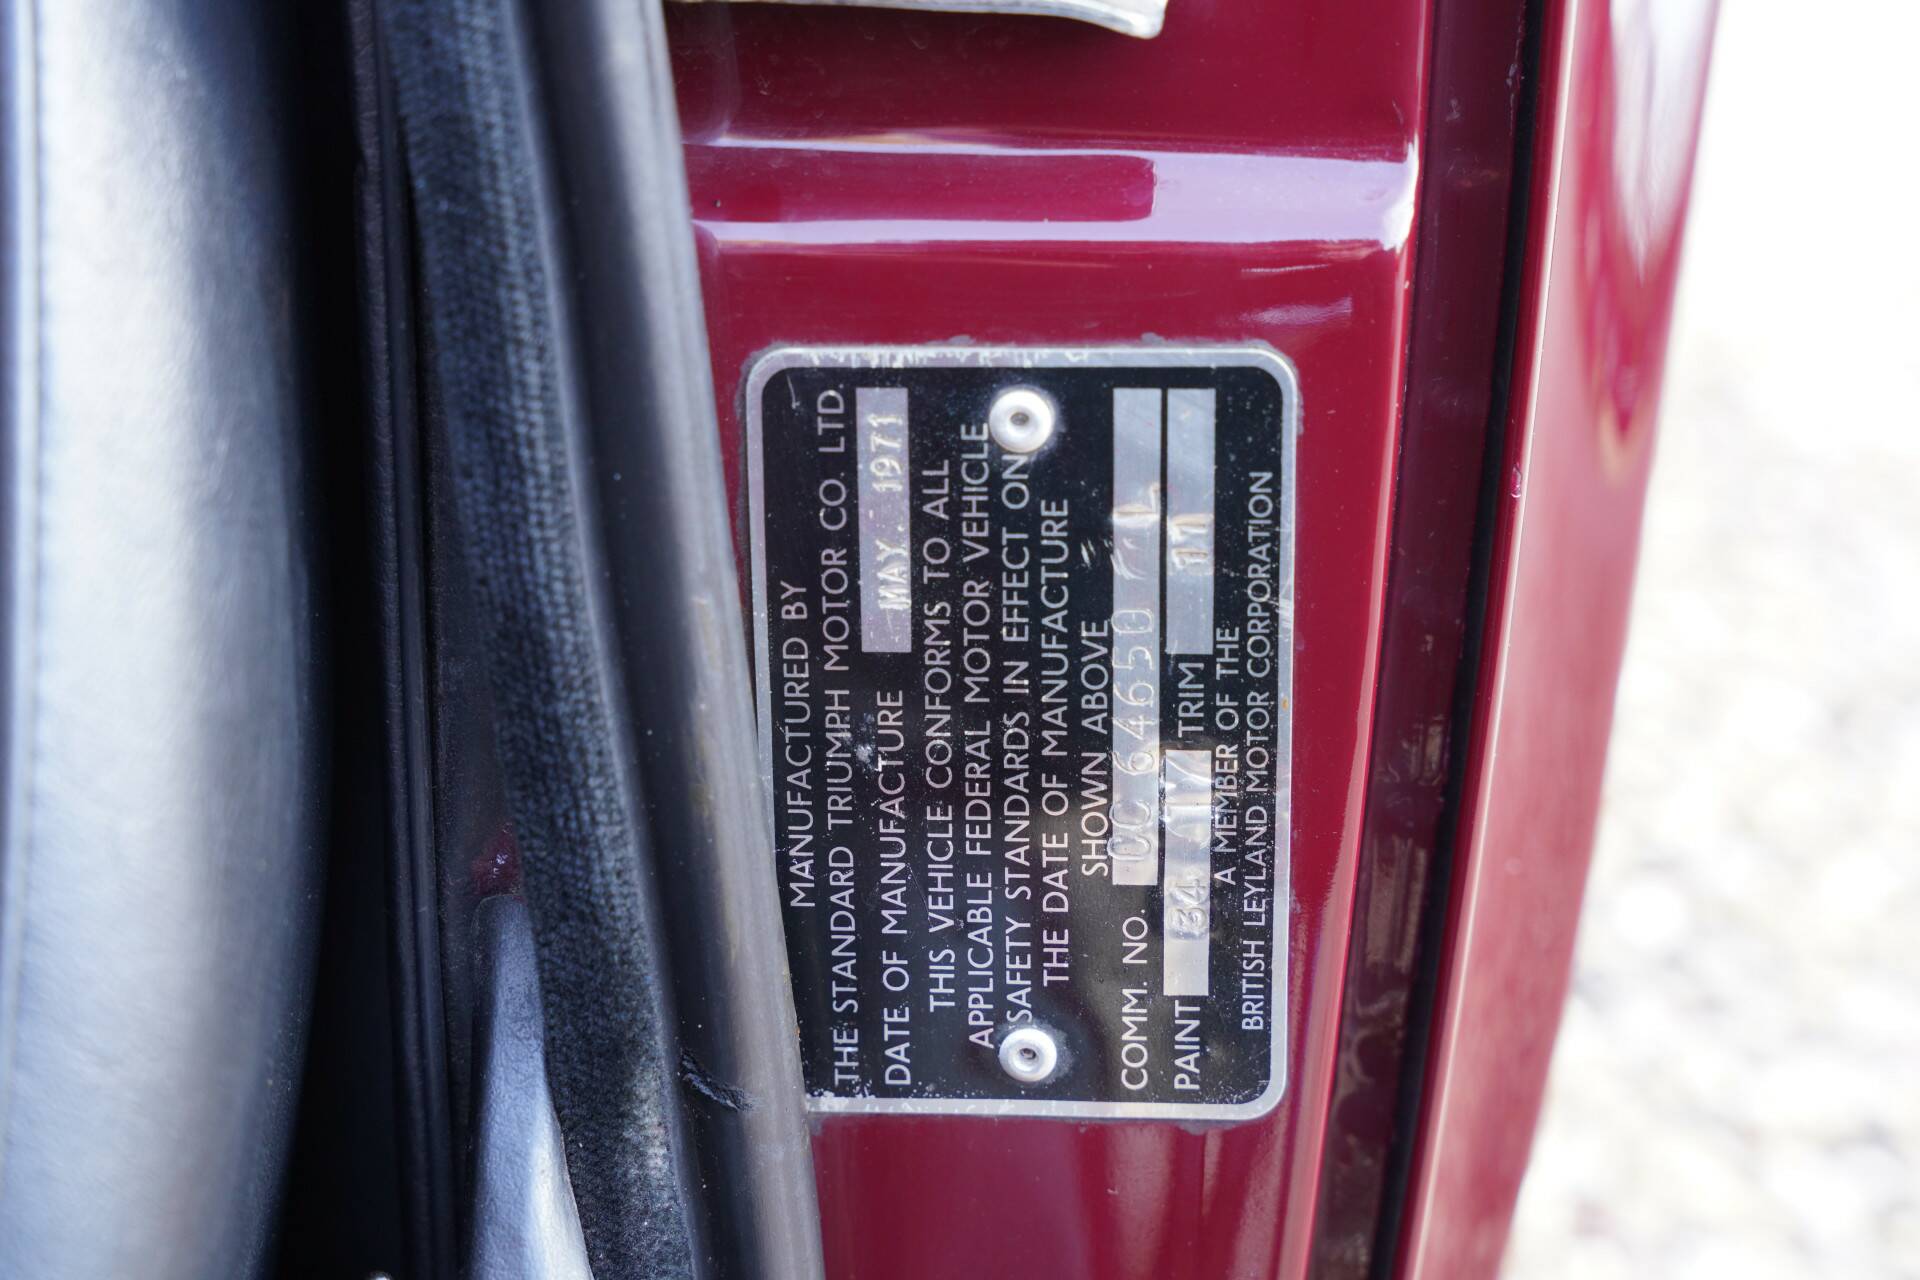 MANUFACTURED BY
THE STANDARD TRIUMPH MOTOR CO. LTD.
DATE OF MANUFACTURE MAY 1971
THIS VEHICLE CONFORMS TO ALL
APPLICABLE FEDERAL MOTOR VEHICLE
SAFETY STANDARDS IN EFFECT ON
THE DATE OF MANUFACTURE
SHOWN ABOVE
COMM. NO. CC 64650 L
PAINT 34 TRIM 11
A MEMBER OF THE
BRITISH LEYLAND MOTOR CORPORATION